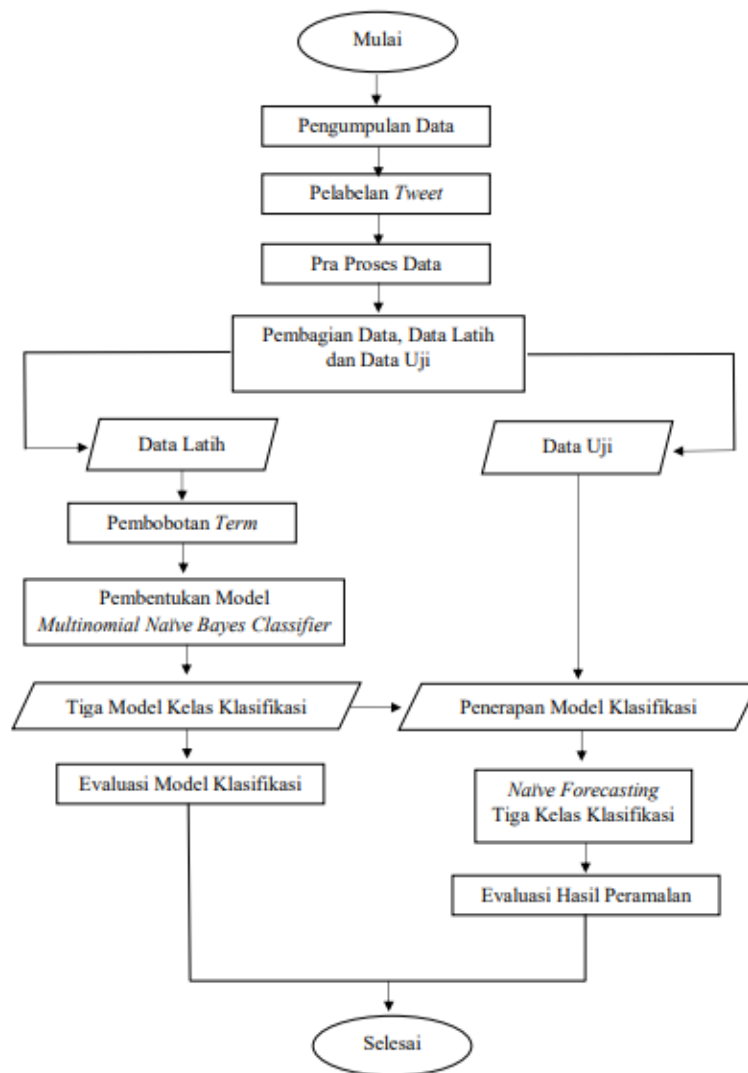 Mulai
Pengumpulan Data
Pelabelan Tweet
Pra Proses Data
Pembagian Data, Data Latih
dan Data Uji
Data Latih
Data Uji
Pembobotan Term
Pembentukan Model
Multinomial Naïve Bayes Classifier
Tiga Model Kelas Klasifikasi
Penerapan Model Klasifikasi
Evaluasi Model Klasifikasi
Naïve Forecasting
Tiga Kelas Klasifikasi
Evaluasi Hasil Peramalan
Selesai